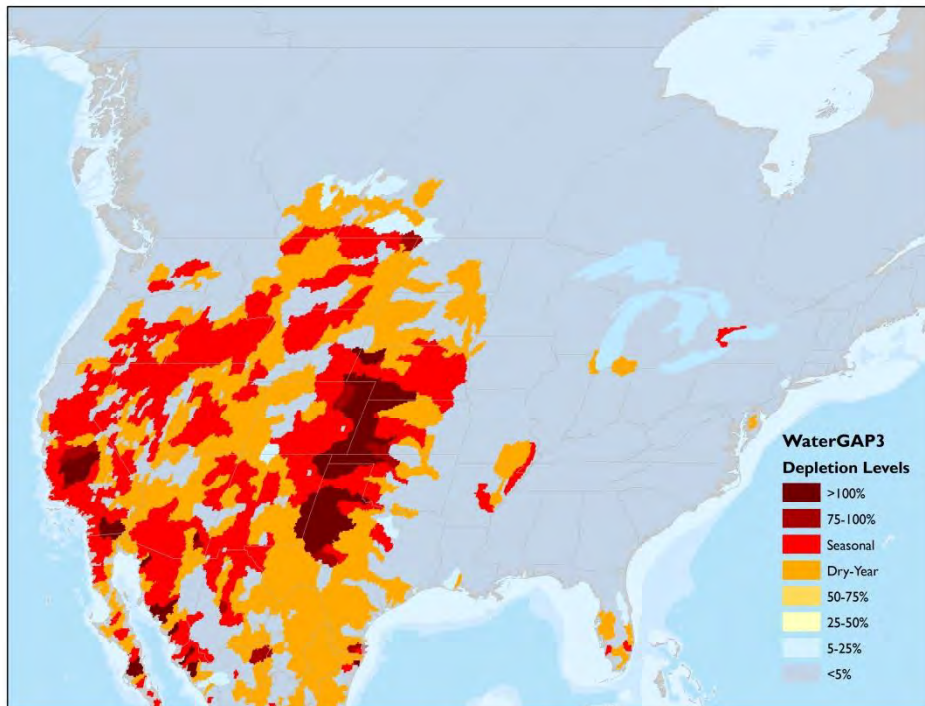 WaterGAP3
Depletion Levels
>100%
75-100%
Seasonal
Dry-Year
50-75%
25-50%
5-25%
<5%